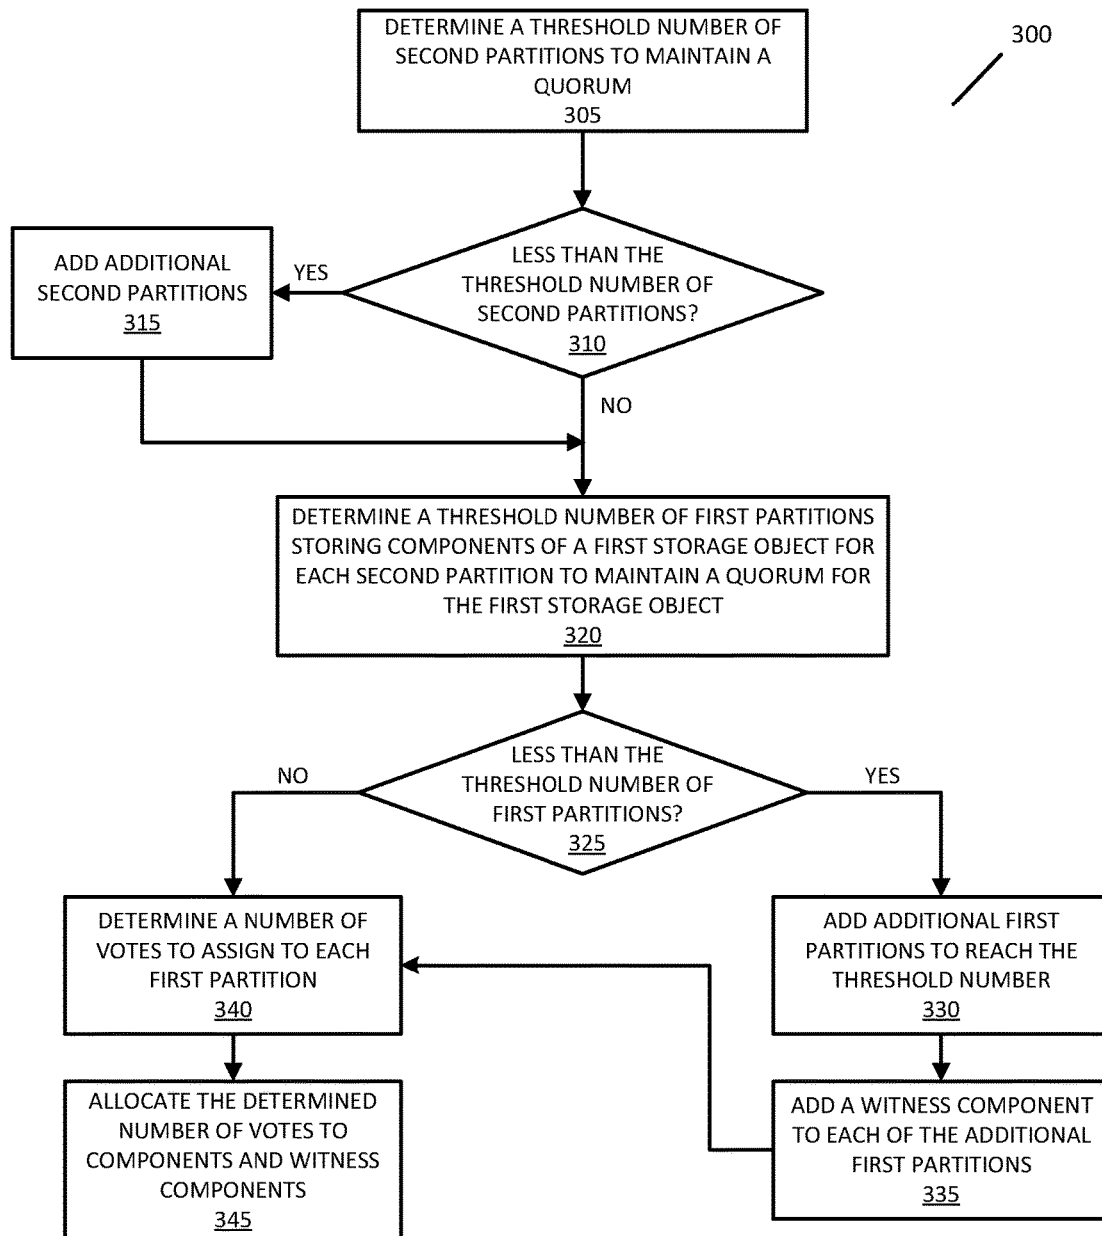 DETERMINE A THRESHOLD NUMBER OF
SECOND PARTITIONS TO MAINTAIN A
QUORUM
305
300
LESS THAN THE
THRESHOLD NUMBER OF
SECOND PARTITIONS?
310
YES
ADD ADDITIONAL
SECOND PARTITIONS
315
NO
DETERMINE A THRESHOLD NUMBER OF FIRST PARTITIONS
STORING COMPONENTS OF A FIRST STORAGE OBJECT FOR
EACH SECOND PARTITION TO MAINTAIN A QUORUM FOR
THE FIRST STORAGE OBJECT
320
LESS THAN THE
THRESHOLD NUMBER OF
FIRST PARTITIONS?
325
NO
YES
DETERMINE A NUMBER OF
VOTES TO ASSIGN TO EACH
FIRST PARTITION
340
ADD ADDITIONAL FIRST
PARTITIONS TO REACH THE
THRESHOLD NUMBER
330
ALLOCATE THE DETERMINED
NUMBER OF VOTES TO
COMPONENTS AND WITNESS
COMPONENTS
345
ADD A WITNESS COMPONENT
TO EACH OF THE ADDITIONAL
FIRST PARTITIONS
335